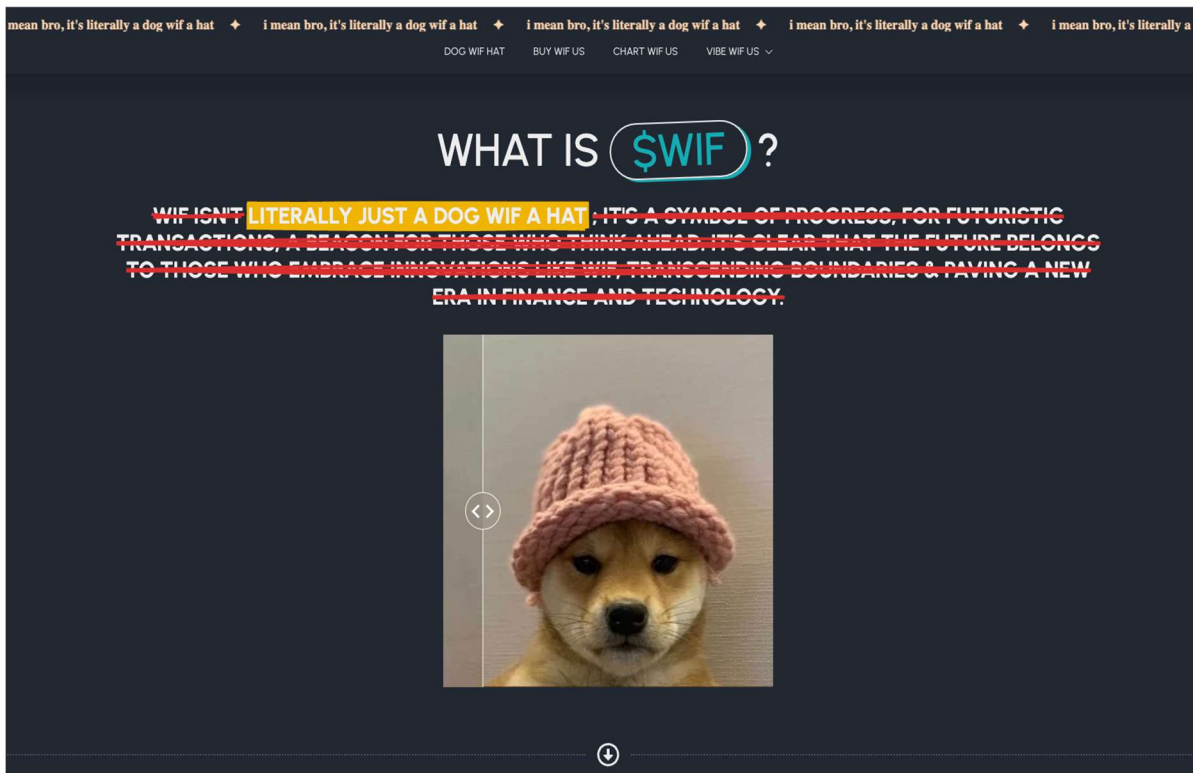 mean bro, it's literally a dog wif a hat ✦ i mean bro, it's literally a dog wif a hat ✦ i mean bro, it's literally a dog wif a hat ✦ i mean bro, it's literally a dog wif a hat ✦ i mean bro, it's literally a
DOG WIF HAT BUY WIF US CHART WIF US VIBE WIF US
WHAT IS $WIF ?
WIF ISN'T LITERALLY JUST A DOG WIF A HAT , IT'S A SYMBOL OF PROGRESS, FOR FUTURISTIC
TRANSACTIONS, A BEACON FOR THOSE WHO THINK AHEAD. IT'S CLEAR THAT THE FUTURE BELONGS
TO THOSE WHO EMBRACE INNOVATIONS LIKE WIF, TRANSCENDING BOUNDARIES & PAVING A NEW
ERA IN FINANCE AND TECHNOLOGY.